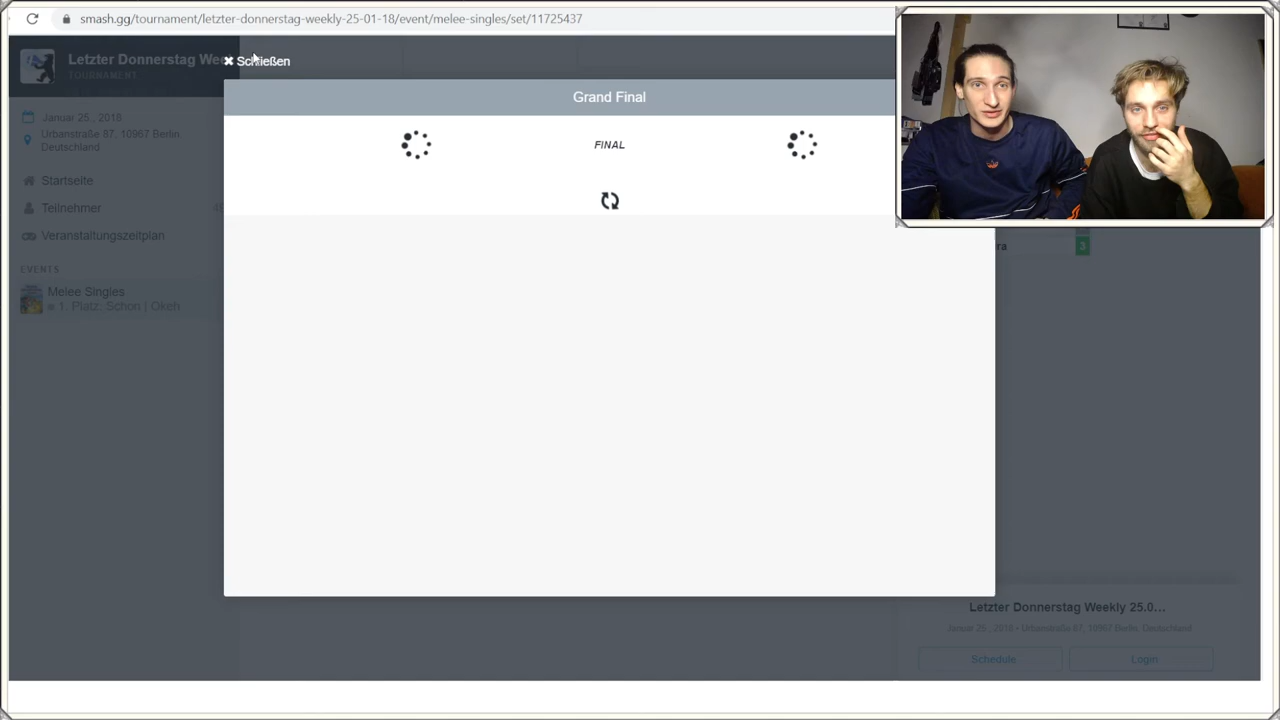 smash.gg/tournament/letzter-donnerstag-weekly-25-01-18/event/melee-singles/set/11725437
Letzter Donnerstag Wee
TOURNAMENT
✖ Schließen
Grand Final
Januar 25., 2018
Urbanstraße 87, 10967 Berlin,
Deutschland
FINAL
Startseite
Teilnehmer
Veranstaltungszeitplan
ra 3
EVENTS
Melee Singles
1. Platz: Schon | Okeh
Letzter Donnerstag Weekly 25.0...
Januar 25., 2018 • Urbanstraße 87, 10967 Berlin, Deutschland
Schedule
Login